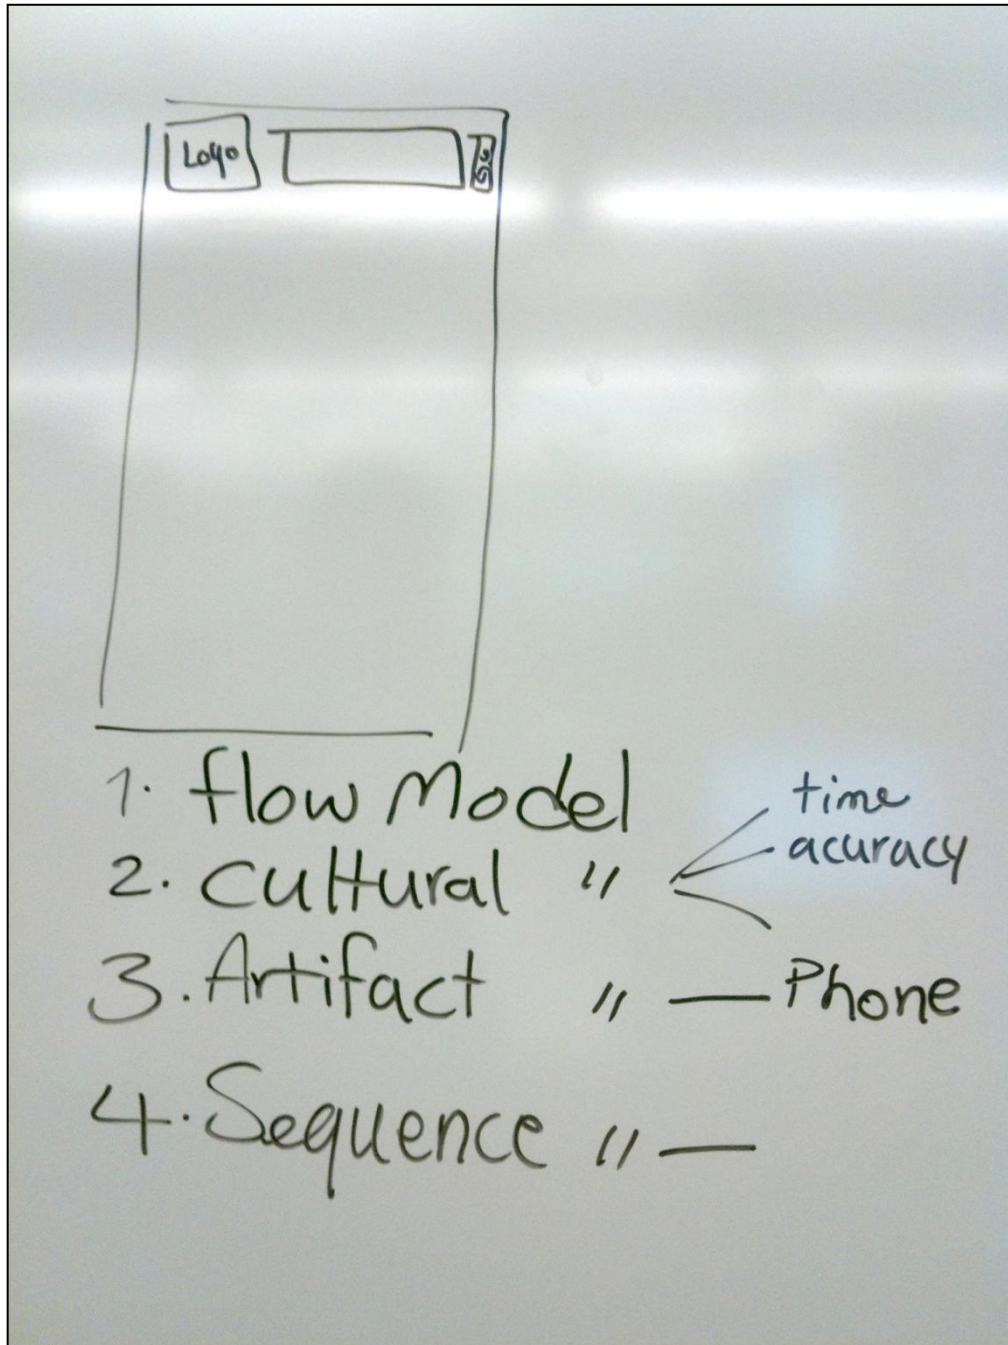 Logo
1. flow Model
2. Cultural "
time
acuracy
3. Artifact " — Phone
4. Sequence " —